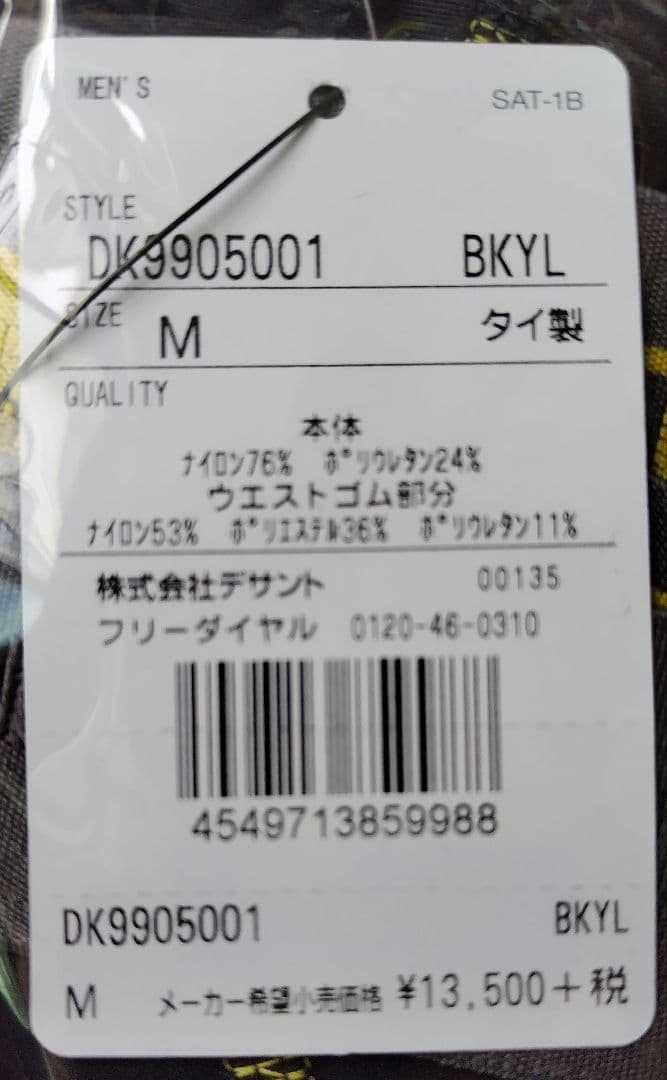 MEN'S
SAT-1B
STYLE
DK9905001 BKYL
SIZE M タイ製
QUALITY
本体
ナイロン76% ポリウレタン24%
ウエストゴム部分
ナイロン53% ポリエステル36% ポリウレタン11%
株式会社デサント 00135
フリーダイヤル 0120-46-0310
4549713859988
DK9905001 BKYL
M メーカー希望小売価格 ¥13,500+税